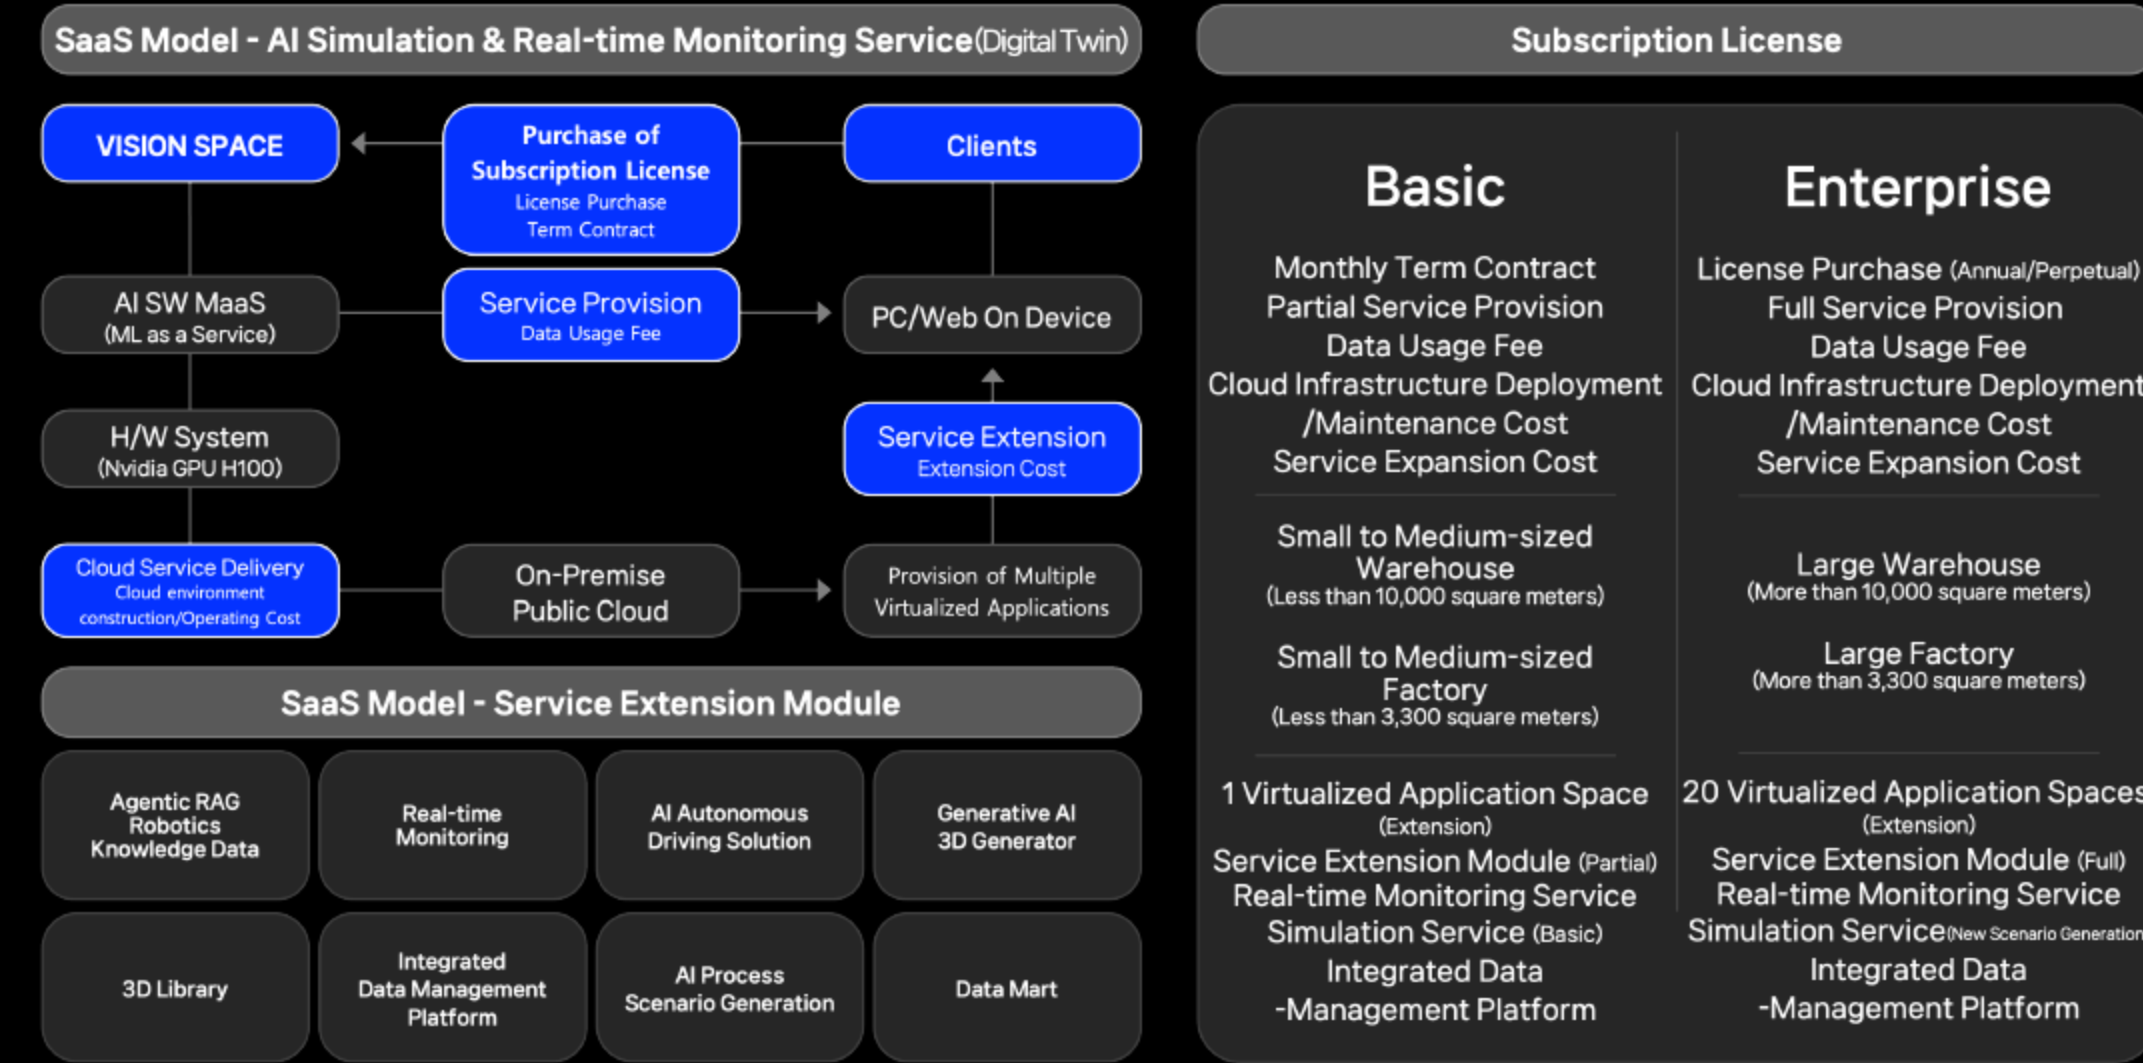 SaaS Model - AI Simulation & Real-time Monitoring Service(Digital Twin)
VISION SPACE
Purchase of
Subscription License
License Purchase
Term Contract
Clients
AI SW MaaS
(ML as a Service)
Service Provision
Data Usage Fee
PC/Web On Device
H/W System
(Nvidia GPU H100)
Service Extension
Extension Cost
Cloud Service Delivery
Cloud environment
construction/Operating Cost
On-Premise
Public Cloud
Provision of Multiple
Virtualized Applications
SaaS Model - Service Extension Module
Agentic RAG
Robotics
Knowledge Data
Real-time
Monitoring
AI Autonomous
Driving Solution
Generative AI
3D Generator
3D Library
Integrated
Data Management
Platform
AI Process
Scenario Generation
Data Mart
Subscription License
Basic
Monthly Term Contract
Partial Service Provision
Data Usage Fee
Cloud Infrastructure Deployment
/Maintenance Cost
Service Expansion Cost
Small to Medium-sized
Warehouse
(Less than 10,000 square meters)
Small to Medium-sized
Factory
(Less than 3,300 square meters)
1 Virtualized Application Space
(Extension)
Service Extension Module (Partial)
Real-time Monitoring Service
Simulation Service (Basic)
Integrated Data
-Management Platform
Enterprise
License Purchase (Annual/Perpetual)
Full Service Provision
Data Usage Fee
Cloud Infrastructure Deployment
/Maintenance Cost
Service Expansion Cost
Large Warehouse
(More than 10,000 square meters)
Large Factory
(More than 3,300 square meters)
20 Virtualized Application Spaces
(Extension)
Service Extension Module (Full)
Real-time Monitoring Service
Simulation Service(New Scenario Generation
Integrated Data
-Management Platform